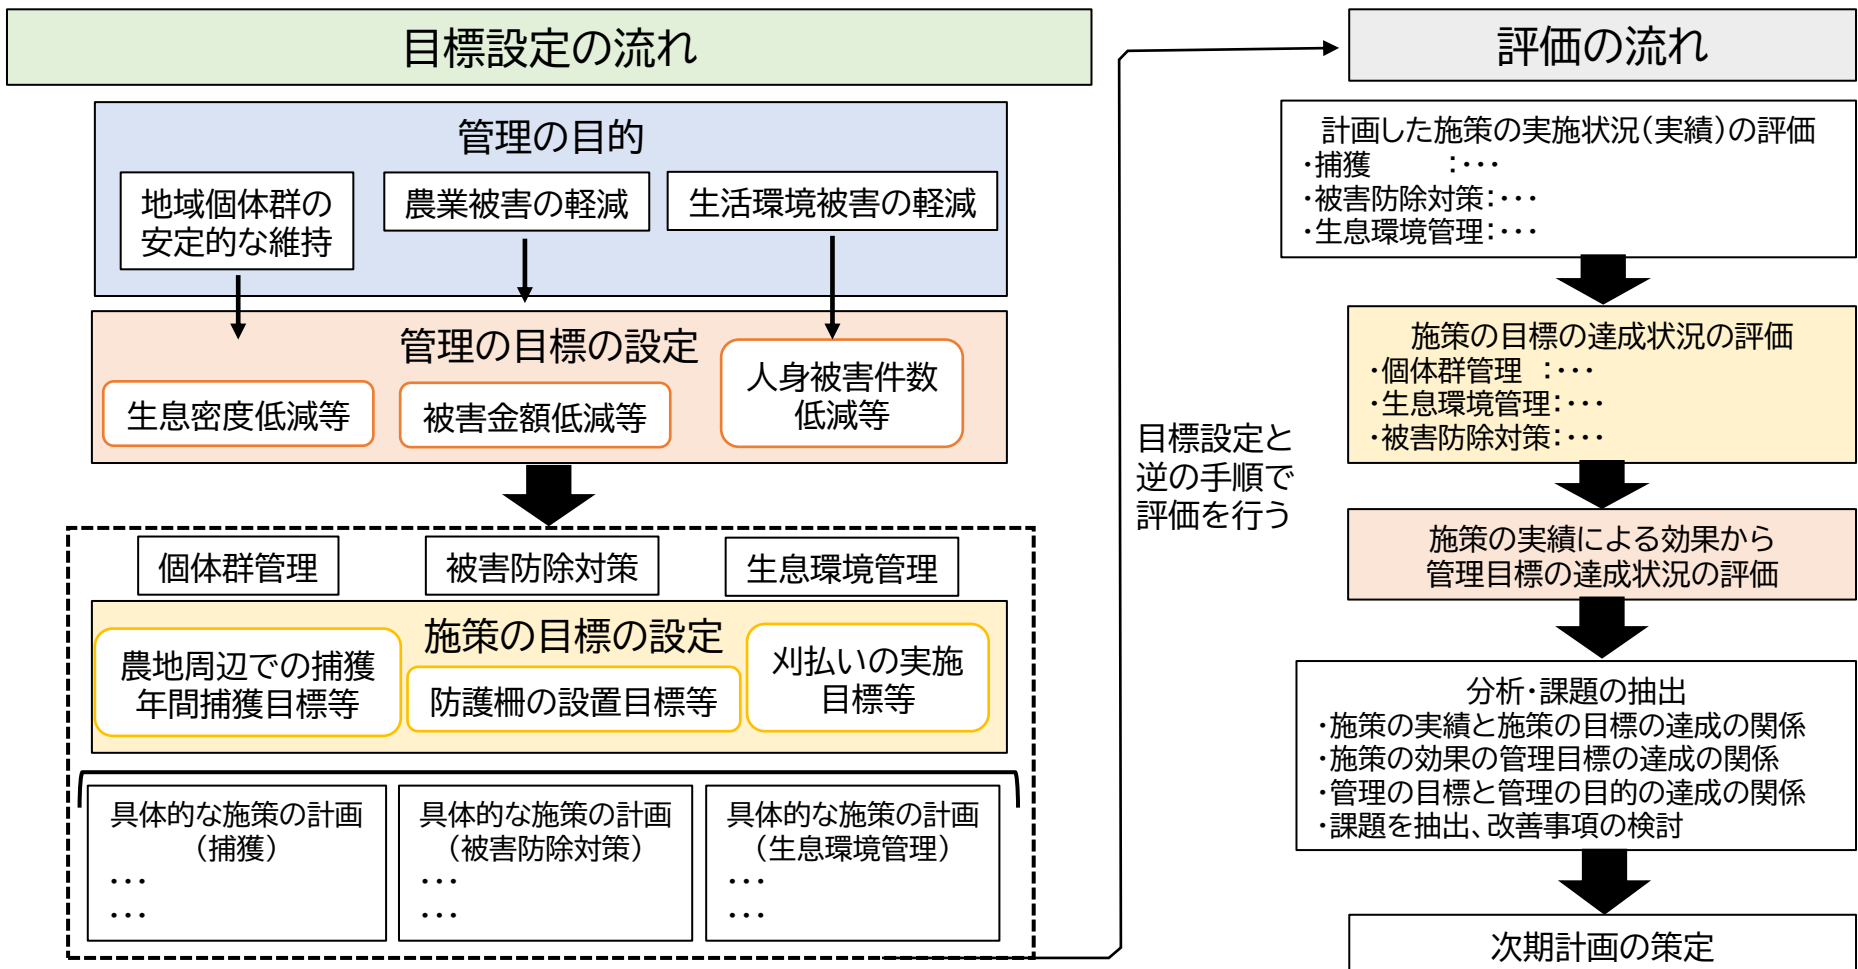 目標設定の流れ
管理の目的
地域個体群の
安定的な維持
農業被害の軽減
生活環境被害の軽減
管理の目標の設定
生息密度低減等
被害金額低減等
人身被害件数
低減等
個体群管理
被害防除対策
生息環境管理
施策の目標の設定
農地周辺での捕獲
年間捕獲目標等
防護柵の設置目標等
刈払いの実施
目標等
具体的な施策の計画
（捕獲）
・・・
・・・
具体的な施策の計画
（被害防除対策）
・・・
・・・
具体的な施策の計画
（生息環境管理）
・・・
・・・
目標設定と
逆の手順で
評価を行う
評価の流れ
計画した施策の実施状況（実績）の評価
・捕獲　　　：・・・
・被害防除対策：・・・
・生息環境管理：・・・
施策の目標の達成状況の評価
・個体群管理　：・・・
・生息環境管理：・・・
・被害防除対策：・・・
施策の実績による効果から
管理目標の達成状況の評価
分析・課題の抽出
・施策の実績と施策の目標の達成の関係
・施策の効果の管理目標の達成の関係
・管理の目標と管理の目的の達成の関係
・課題を抽出、改善事項の検討
次期計画の策定